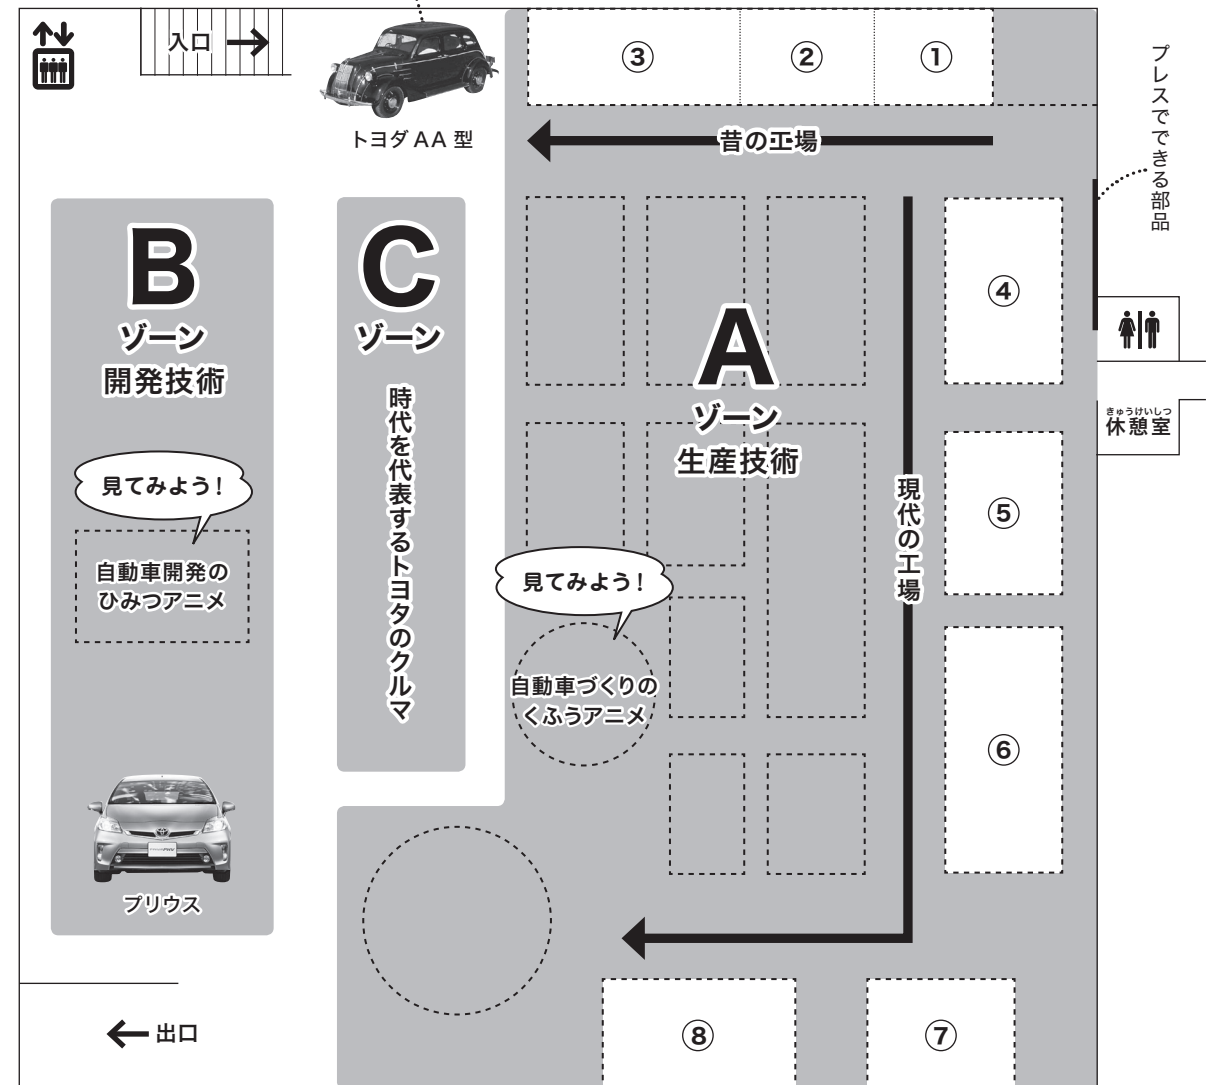 入口
トヨダ AA 型
③
②
①
昔の工場
プレスでできる部品
B
ゾーン
開発技術
C
ゾーン
時代を代表するトヨタのクルマ
A
ゾーン
生産技術
④
きゅうけいしつ
休憩室
見てみよう！
自動車開発の
ひみつアニメ
現代の工場
⑤
見てみよう！
自動車づくりの
くふうアニメ
⑥
プリウス
出口
⑧
⑦